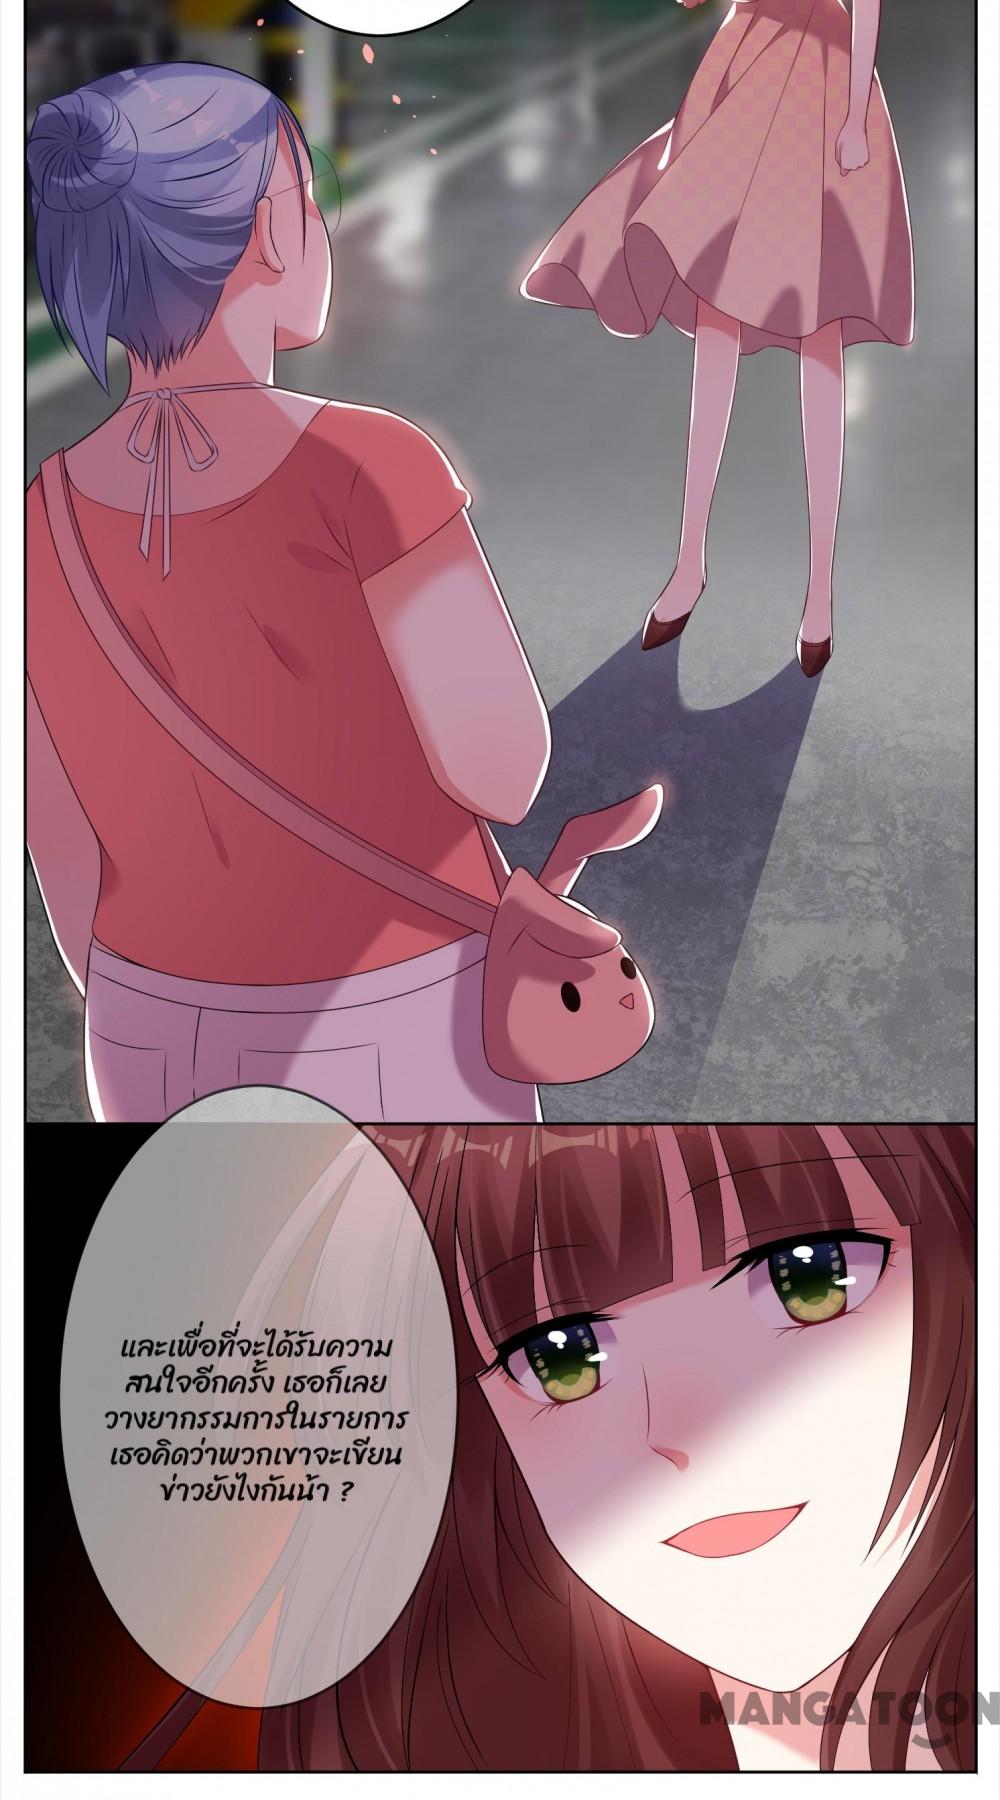 และเพื่อที่จะได้รับความ
สนใจอีกครั้ง เธอก็เลย
วางยากรรมการในรายการ
เธอคิดว่าพวกเขาจะเขียน
ข่าวยังไงกันน้า ?
MANGATOON